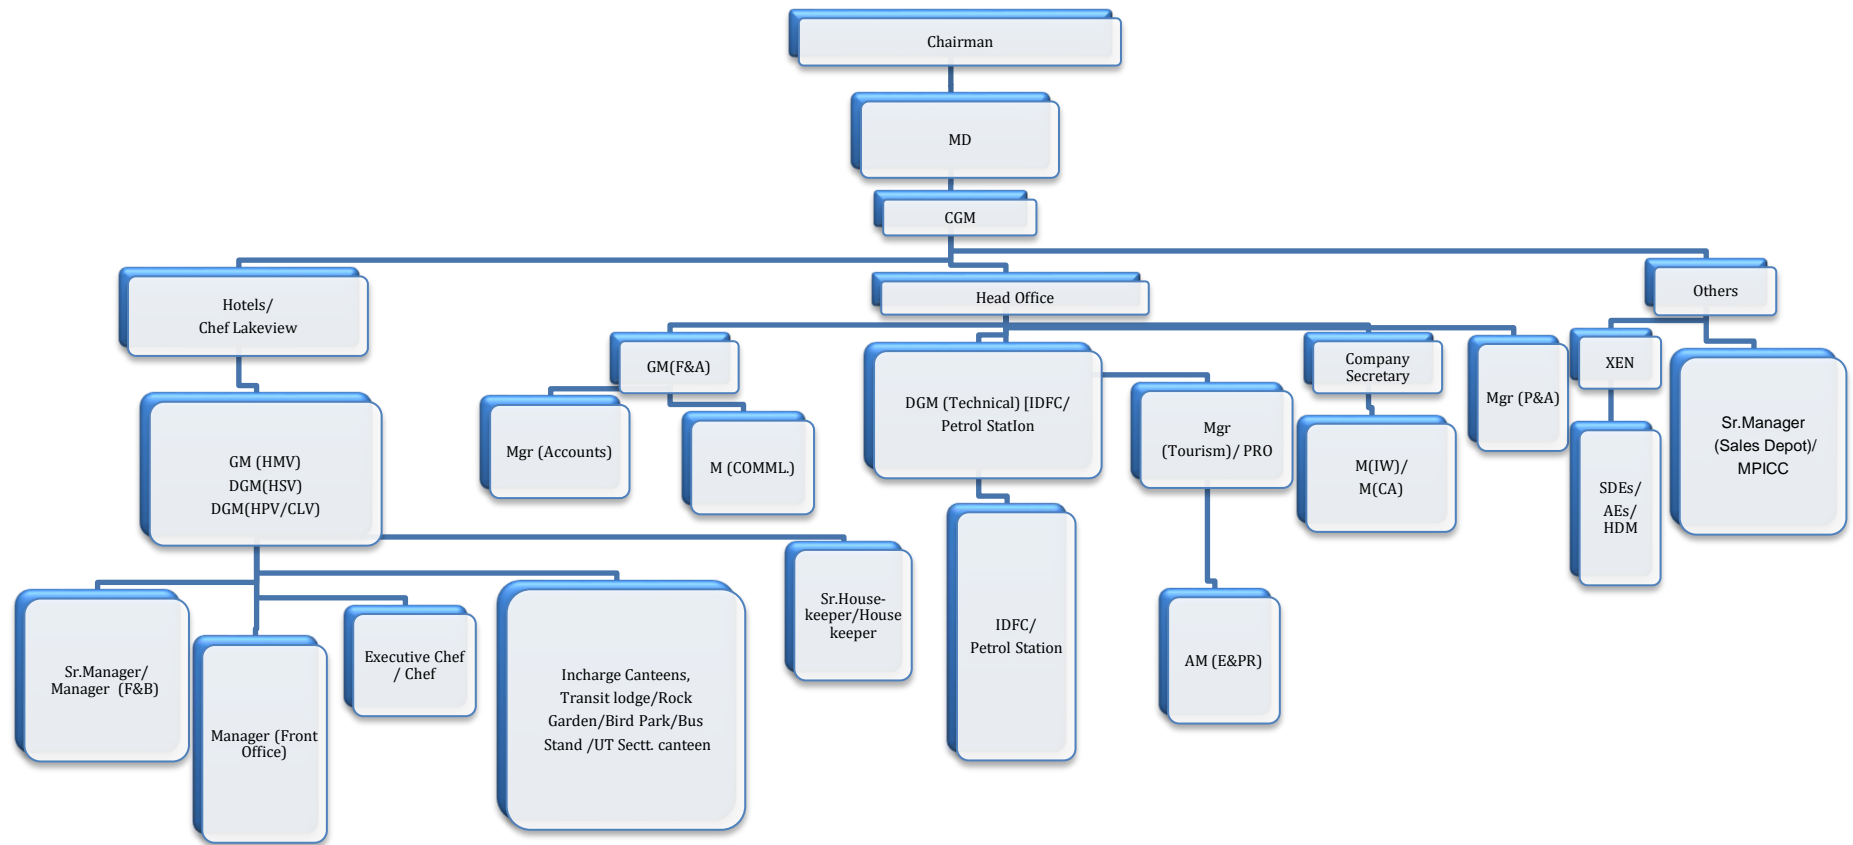 Chairman
MD
CGM
Hotels/
Chef Lakeview
Head Office
Others
GM(F&A)
Company
Secretary
XEN
Mgr (P&A)
DGM (Technical) [IDFC/
Petrol StatIon
Mgr
(Tourism)/ PRO
Sr.Manager
(Sales Depot)/
MPICC
Mgr (Accounts)
M (COMML.)
M(IW)/
M(CA)
GM (HMV)
DGM(HSV)
DGM(HPV/CLV)
SDEs/
AEs/
HDM
Sr.House-
keeper/House
keeper
IDFC/
Petrol Station
AM (E&PR)
Sr.Manager/
Manager (F&B)
Executive Chef
/ Chef
Incharge Canteens,
Transit lodge/Rock
Garden/Bird Park/Bus
Stand /UT Sectt. canteen
Manager (Front
Office)